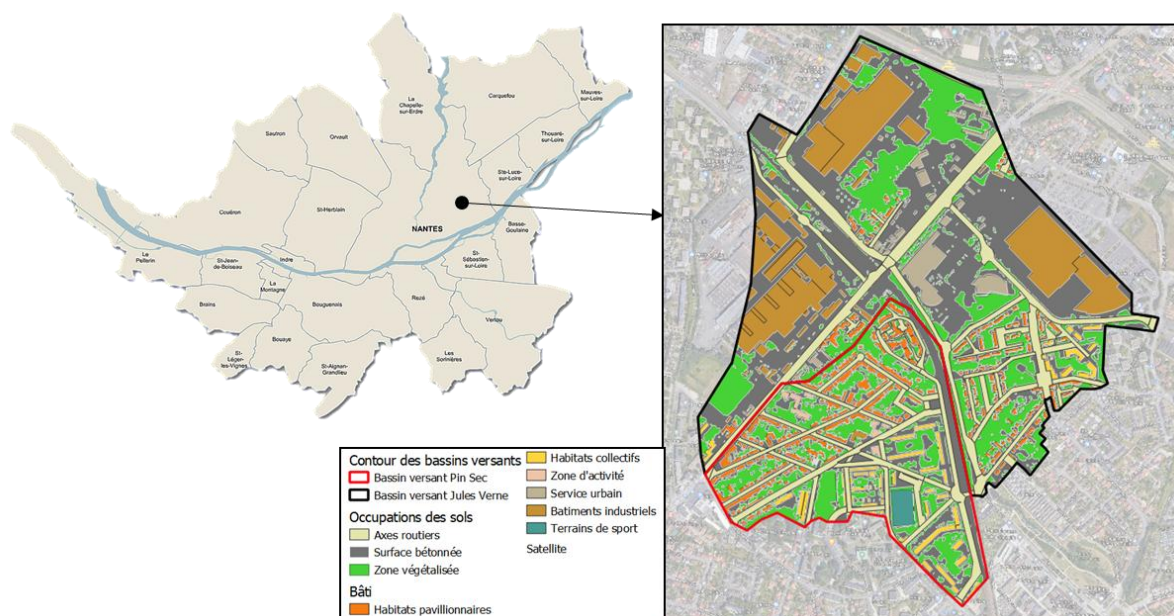 La
Chapelle-
sur-Erdre
Carquefou
Mauves-
sur-Loire
Sautron
Orvault
Thouaré-
sur-Loire
Ste-Luce-
sur-Loire
Couëron
St-Herblain
NANTES
Basse-
Goulaine
Le
Pellerin
St-Jean-
de-Boiseau
Indre
St-
Sébastien-
sur-Loire
La
Montagne
Brains
Bouguenais
Rezé
Vertou
Bouaye
St-
Léger-
les-Vignes
St-Aignan-
Grandlieu
Les
Sorinières
Contour des bassins versants
Bassin versant Pin Sec
Bassin versant Jules Verne
Occupations des sols
Axes routiers
Surface bétonnée
Zone végétalisée
Bâti
Habitats pavillionnaires
Habitats collectifs
Zone d'activité
Service urbain
Batiments industriels
Terrains de sport
Satellite